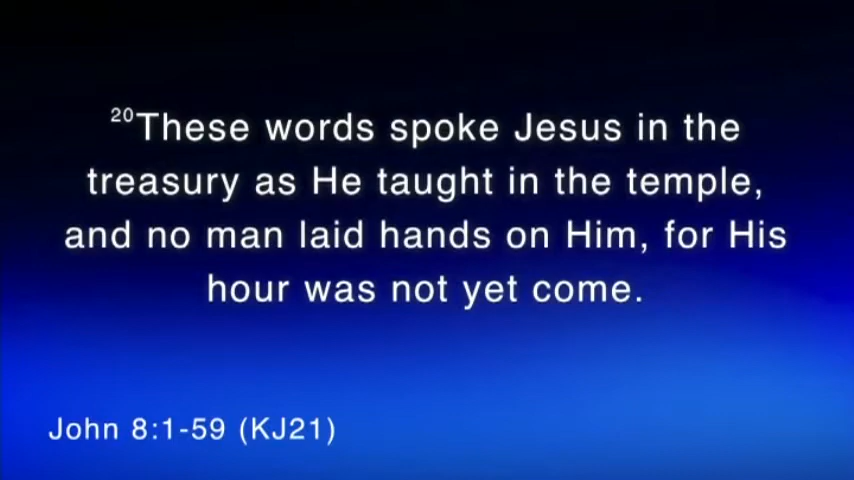 20These words spoke Jesus in the
treasury as He taught in the temple,
and no man laid hands on Him, for His
hour was not yet come.
John 8:1-59 (KJ21)